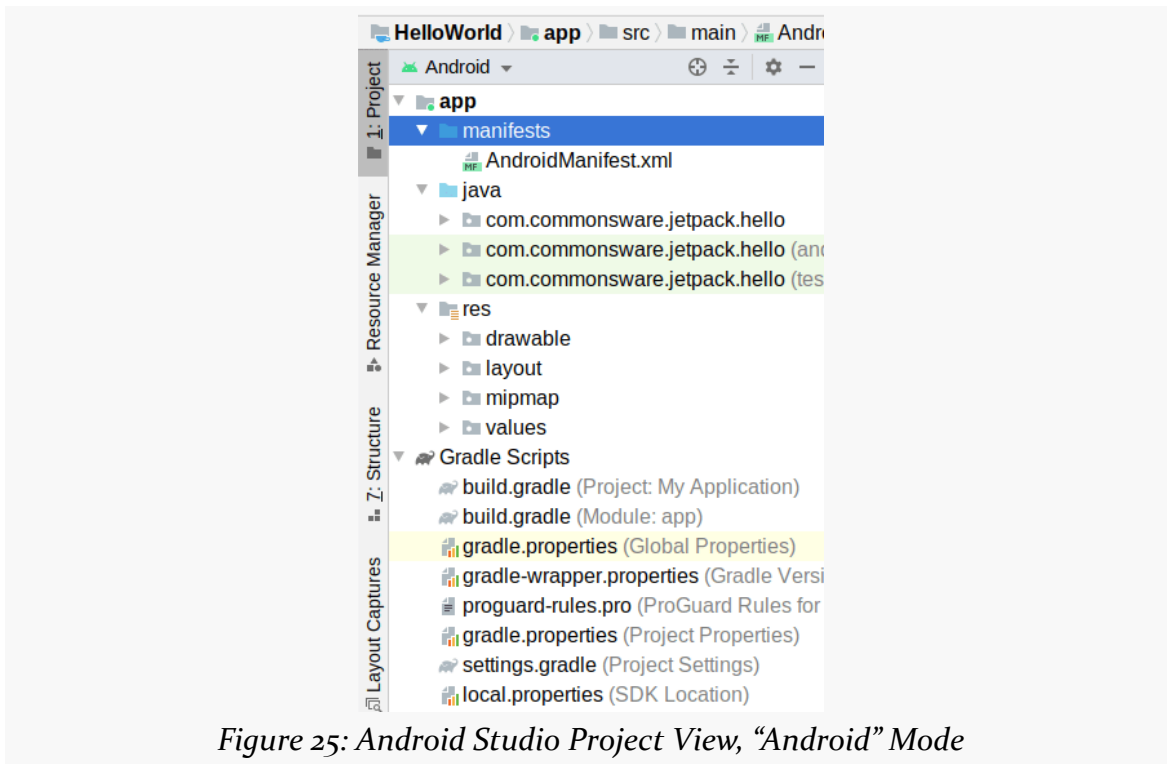 HelloWorld app src main Andr
Android
app
manifests
MF AndroidManifest.xml
java
com.commonsware.jetpack.hello
com.commonsware.jetpack.hello (and
com.commonsware.jetpack.hello (tes
res
drawable
layout
mipmap
values
Gradle Scripts
build.gradle (Project: My Application)
build.gradle (Module: app)
gradle.properties (Global Properties)
gradle-wrapper.properties (Gradle Versi
proguard-rules.pro (ProGuard Rules for
gradle.properties (Project Properties)
settings.gradle (Project Settings)
local.properties (SDK Location)
1: Project
Resource Manager
7: Structure
Layout Captures
Figure 25: Android Studio Project View, “Android” Mode